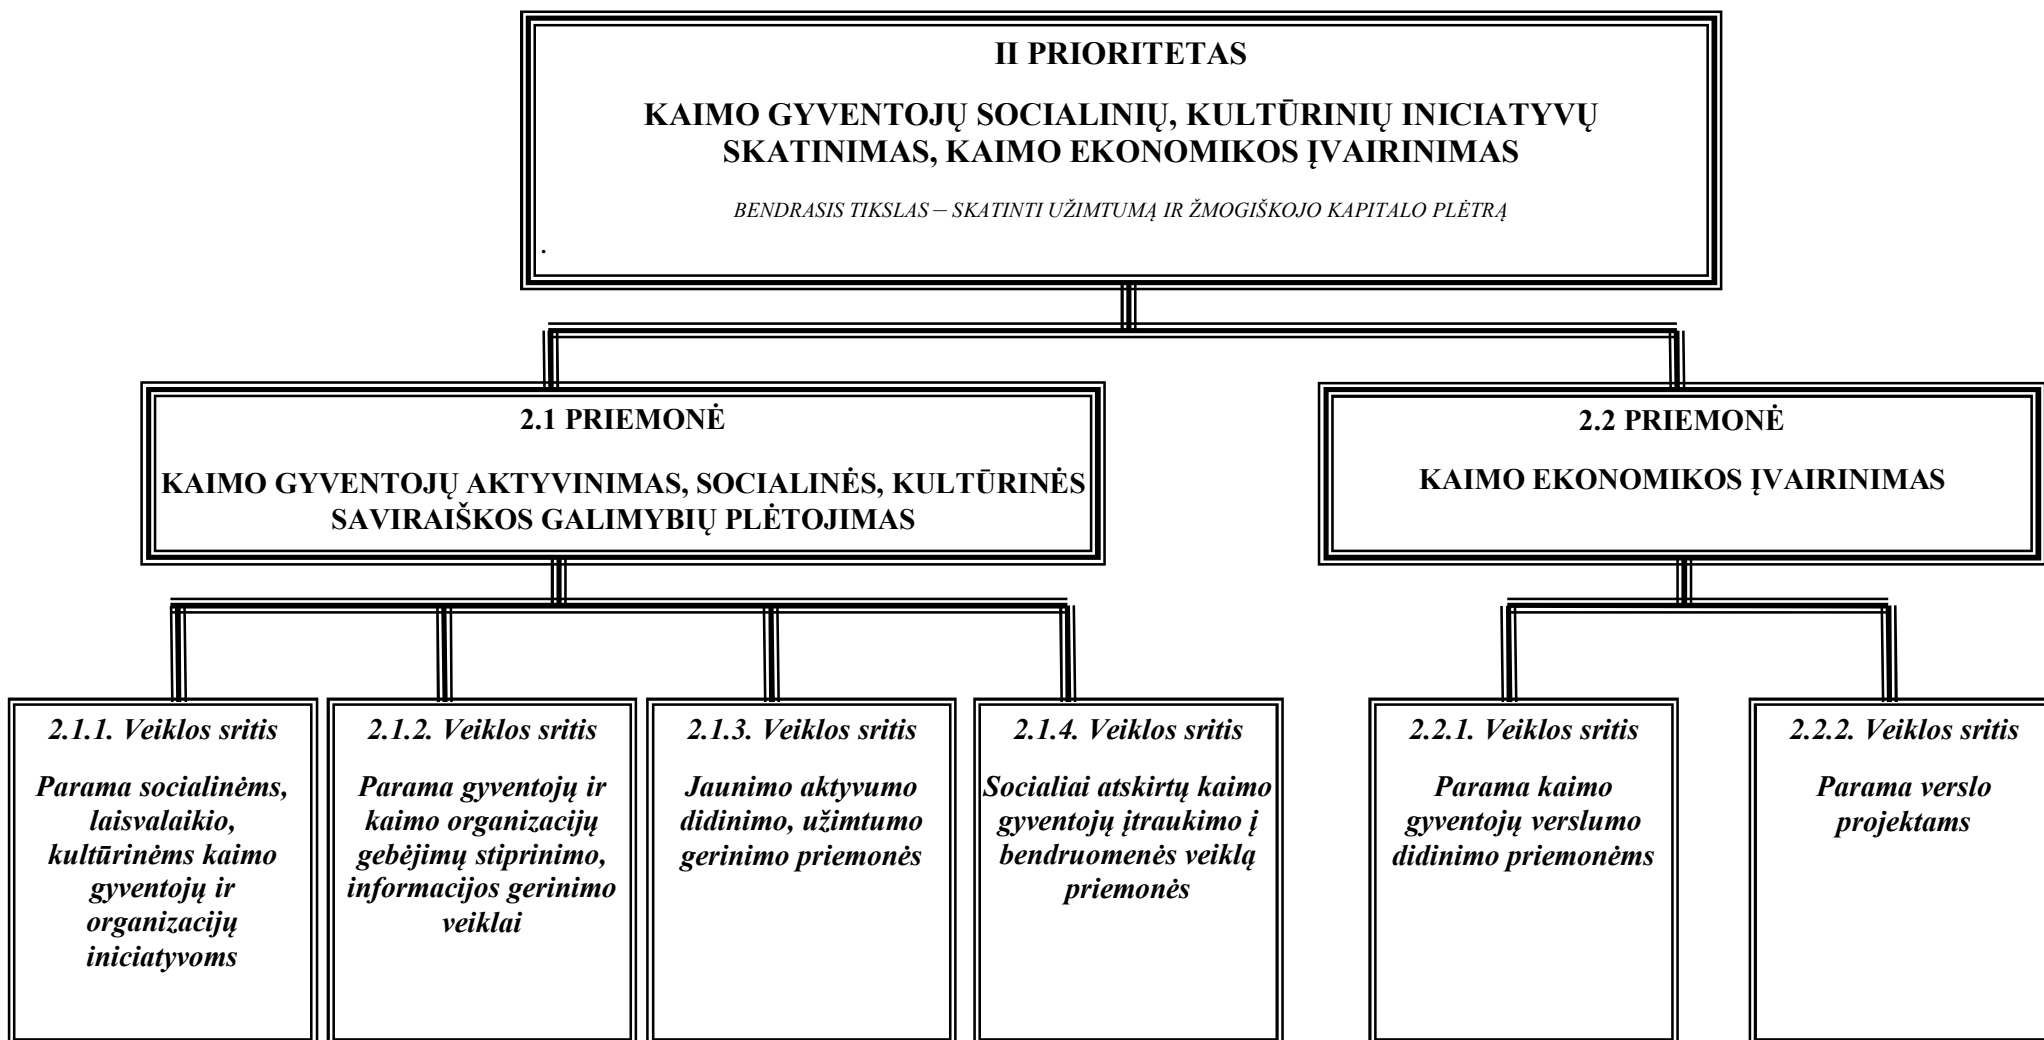 II PRIORITETAS
KAIMO GYVENTOJŲ SOCIALINIŲ, KULTŪRINIŲ INICIATYVŲ
SKATINIMAS, KAIMO EKONOMIKOS ĮVAIRINIMAS
BENDRASIS TIKSLAS – SKATINTI UŽIMTUMĄ IR ŽMOGIŠKOJO KAPITALO PLĖTRĄ
.
2.1 PRIEMONĖ
KAIMO GYVENTOJŲ AKTYVINIMAS, SOCIALINĖS, KULTŪRINĖS
SAVIRAIŠKOS GALIMYBIŲ PLĖTOJIMAS
2.2 PRIEMONĖ
KAIMO EKONOMIKOS ĮVAIRINIMAS
2.1.1. Veiklos sritis
Parama socialinėms,
laisvalaikio,
kultūrinėms kaimo
gyventojų ir
organizacijų
iniciatyvoms
2.1.2. Veiklos sritis
Parama gyventojų ir
kaimo organizacijų
gebėjimų stiprinimo,
informacijos gerinimo
veiklai
2.1.3. Veiklos sritis
Jaunimo aktyvumo
didinimo, užimtumo
gerinimo priemonės
2.1.4. Veiklos sritis
Socialiai atskirtų kaimo
gyventojų įtraukimo į
bendruomenės veiklą
priemonės
2.2.1. Veiklos sritis
Parama kaimo
gyventojų verslumo
didinimo priemonėms
2.2.2. Veiklos sritis
Parama verslo
projektams